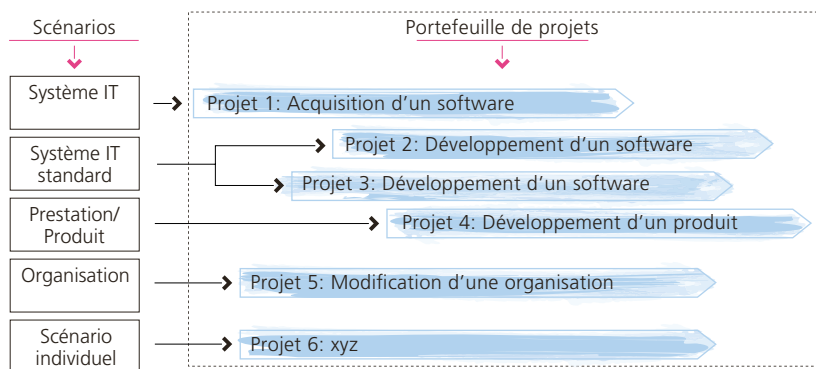 Scénarios
Portefeuille de projets
Système IT
Projet 1: Acquisition d'un software
Système IT
standard
Projet 2: Développement d'un software
Projet 3: Développement d'un software
Prestation/
Produit
Projet 4: Développement d'un produit
Organisation
Projet 5: Modification d'une organisation
Scénario
individuel
Projet 6: xyz